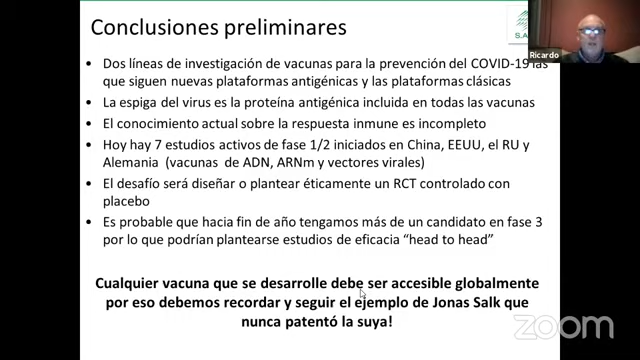 Conclusiones preliminares
S.A
Ricardo
• Dos líneas de investigación de vacunas para la prevención del COVID-19 las
que siguen nuevas plataformas antigénicas y las plataformas clásicas
• La espiga del virus es la proteína antigénica incluida en todas las vacunas
• El conocimiento actual sobre la respuesta inmune es incompleto
• Hoy hay 7 estudios activos de fase 1/2 iniciados en China, EEUU, el RU y
Alemania (vacunas de ADN, ARNm y vectores virales)
• El desafío será diseñar o plantear éticamente un RCT controlado con
placebo
• Es probable que hacia fin de año tengamos más de un candidato en fase 3
por lo que podrían plantearse estudios de eficacia “head to head”
Cualquier vacuna que se desarrolle debe ser accesible globalmente
por eso debemos recordar y seguir el ejemplo de Jonas Salk que
nunca patentó la suya!
zoom